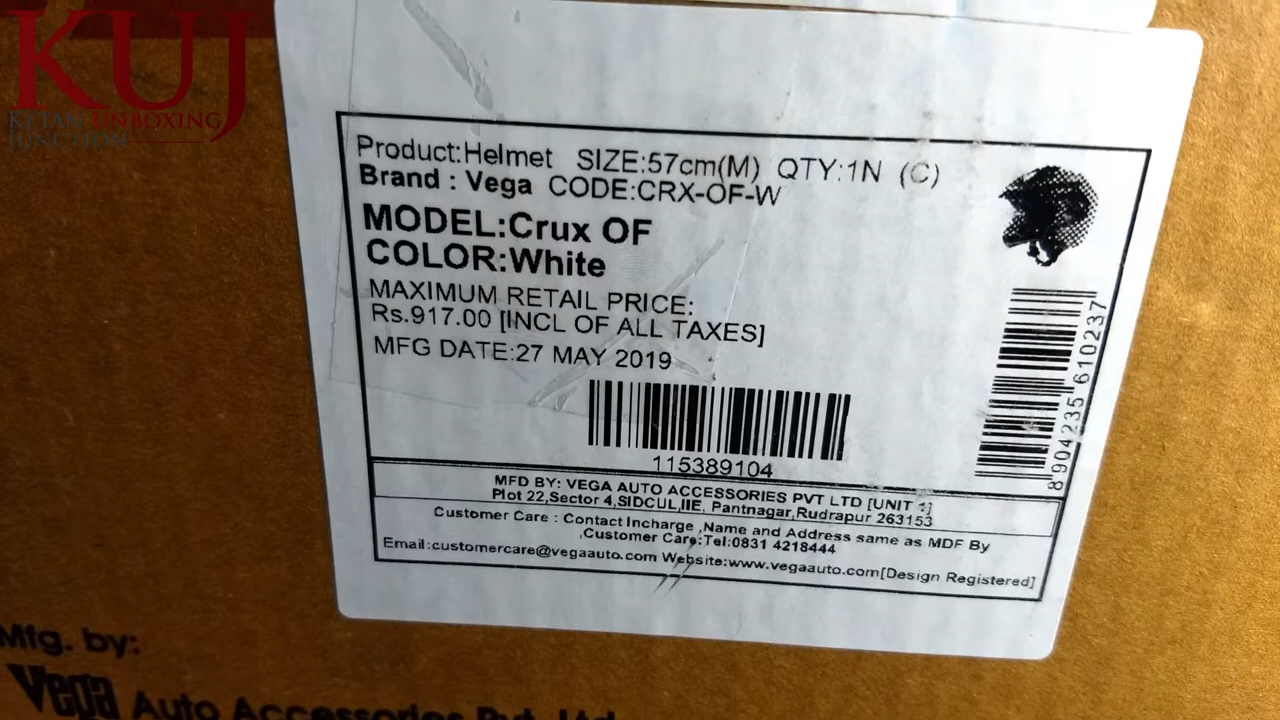 KUJ
KETAN UNBOXING
JUNCTION
Product:Helmet SIZE:57cm(M) QTY:1N (C)
Brand : Vega CODE:CRX-OF-W
MODEL:Crux OF
COLOR:White
MAXIMUM RETAIL PRICE:
Rs.917.00 [INCL OF ALL TAXES]
MFG DATE:27 MAY 2019
115389104
8904235610237
MFD BY: VEGA AUTO ACCESSORIES PVT LTD [UNIT 1]
Plot 22,Sector 4,SIDCUL,IIE, Pantnagar,Rudrapur 263153
Customer Care : Contact Incharge ,Name and Address same as MDF By
,Customer Care:Tel:0831 4218444
Email:customercare@vegaauto.com Website:www.vegaauto.com[Design Registered]
Mfg. by:
Vega Auto Accessories Pvt. Ltd.